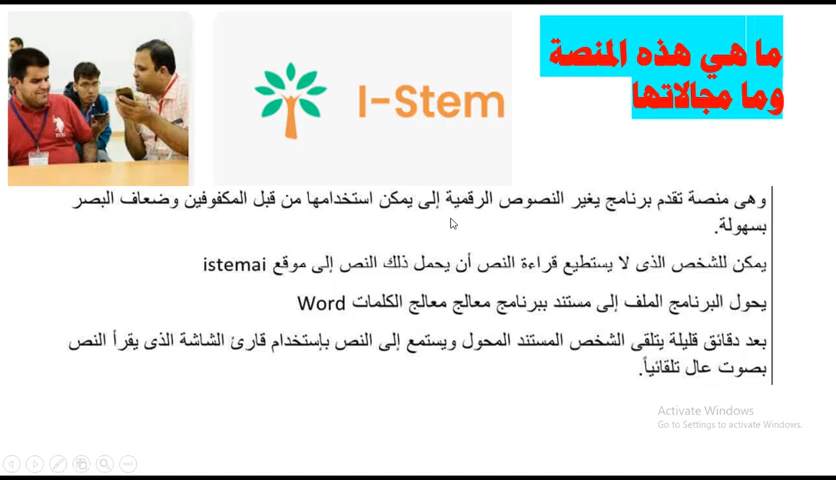 ما هي هذه المنصة
وما مجالاتها
I-Stem
وهى منصة تقدم برنامج يغير النصوص الرقمية إلى يمكن استخدامها من قبل المكفوفين وضعاف البصر
بسهولة.
يمكن للشخص الذى لا يستطيع قراءة النص أن يحمل ذلك النص إلى موقع istemai
يحول البرنامج الملف إلى مستند ببرنامج معالج معالج الكلمات Word
بعد دقائق قليلة يتلقى الشخص المستند المحول ويستمع إلى النص بإستخدام قارئ الشاشة الذى يقرأ النص
بصوت عال تلقائياً.
Activate Windows
Go to Settings to activate Windows.